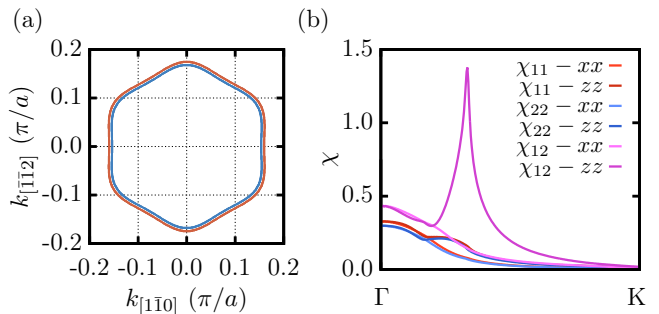 (a)
0.2
0.1
0.0
-0.1
-0.2
k[1̄1̄2] (π/a)
-0.2 -0.1 0.0 0.1 0.2
k[11̄0] (π/a)
(b)
1.5
1.0
0.5
0.0
χ
χ11 − xx
χ11 − zz
χ22 − xx
χ22 − zz
χ12 − xx
χ12 − zz
Γ K